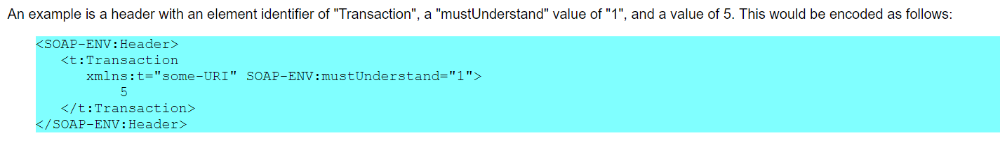 An example is a header with an element identifier of "Transaction", a "mustUnderstand" value of "1", and a value of 5. This would be encoded as follows:
<SOAP-ENV:Header>
   <t:Transaction
      xmlns:t="some-URI" SOAP-ENV:mustUnderstand="1">
          5
   </t:Transaction>
</SOAP-ENV:Header>